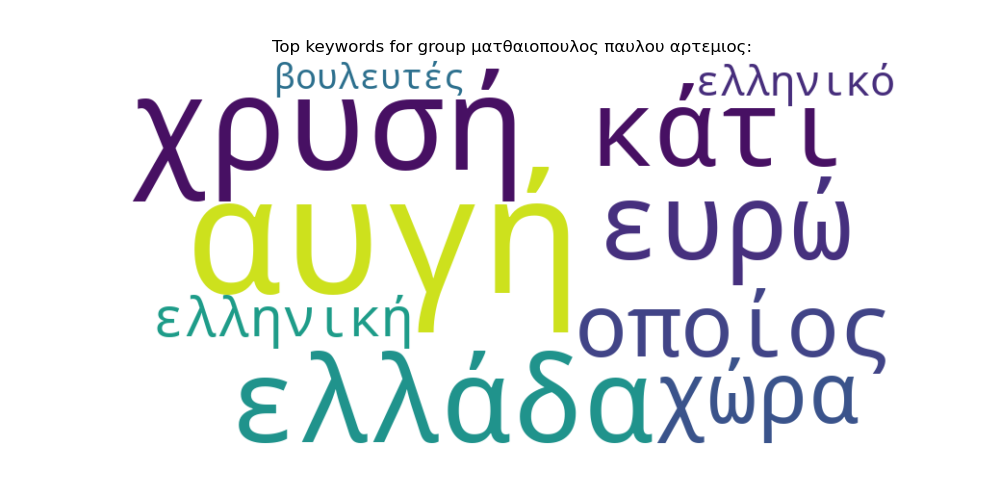 Top keywords for group ματθαιοπουλος παυλου αρτεμιος:
βουλευτές ελληνικό
χρυσή κάτι
αυγή ευρώ
ελληνική οποίος
ελλάδα χώρα